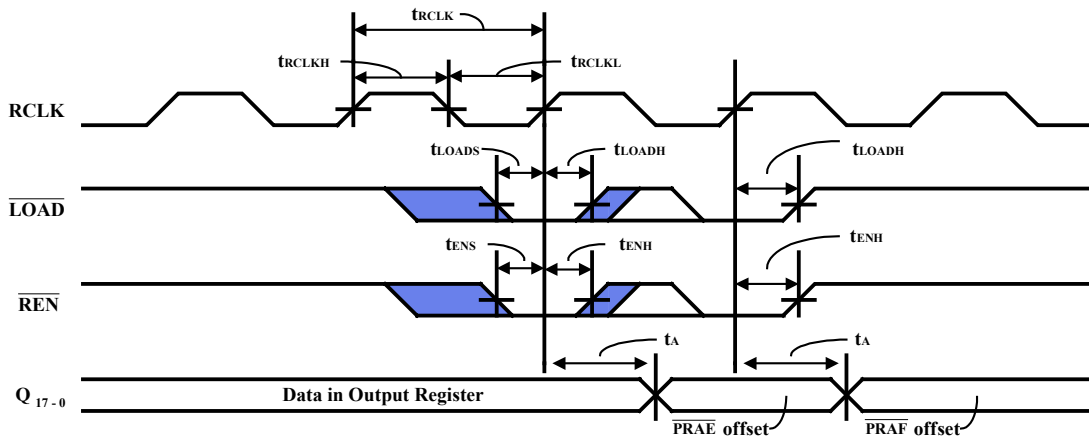 tRCLK
tRCLKH
tRCLKL
RCLK
tLOADS
tLOADH
tLOADH
LOAD
tENS
tENH
tENH
REN
tA
tA
Q 17 - 0
Data in Output Register
PRAE offset
PRAF offset